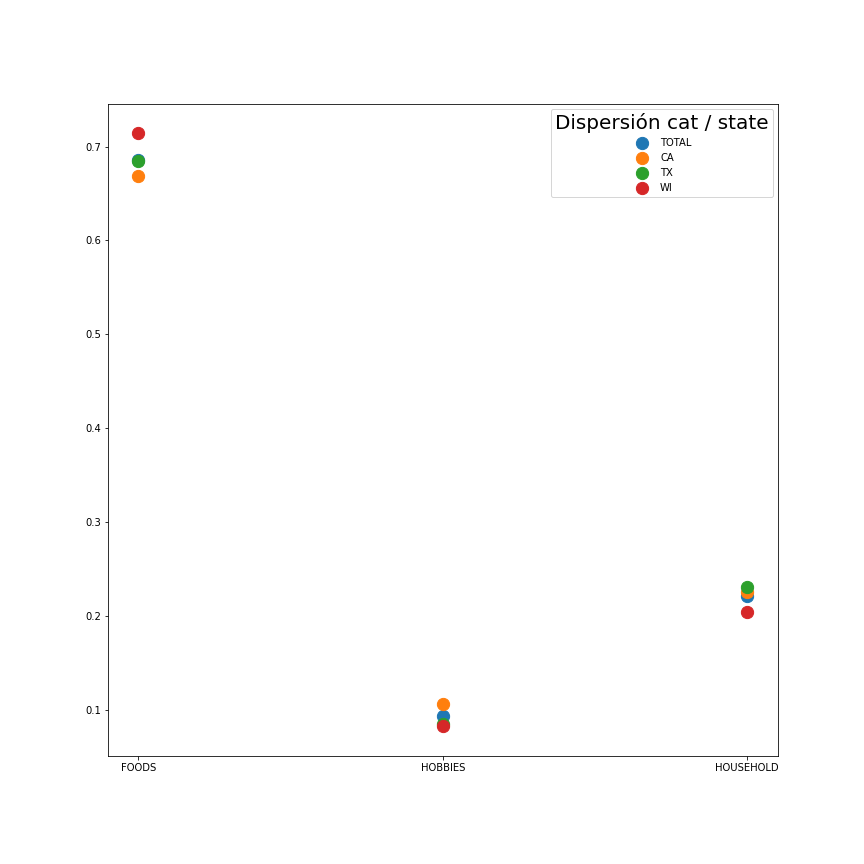 Dispersión cat / state
TOTAL
CA
TX
WI
0.7
0.6
0.5
0.4
0.3
0.2
0.1
FOODS HOBBIES HOUSEHOLD